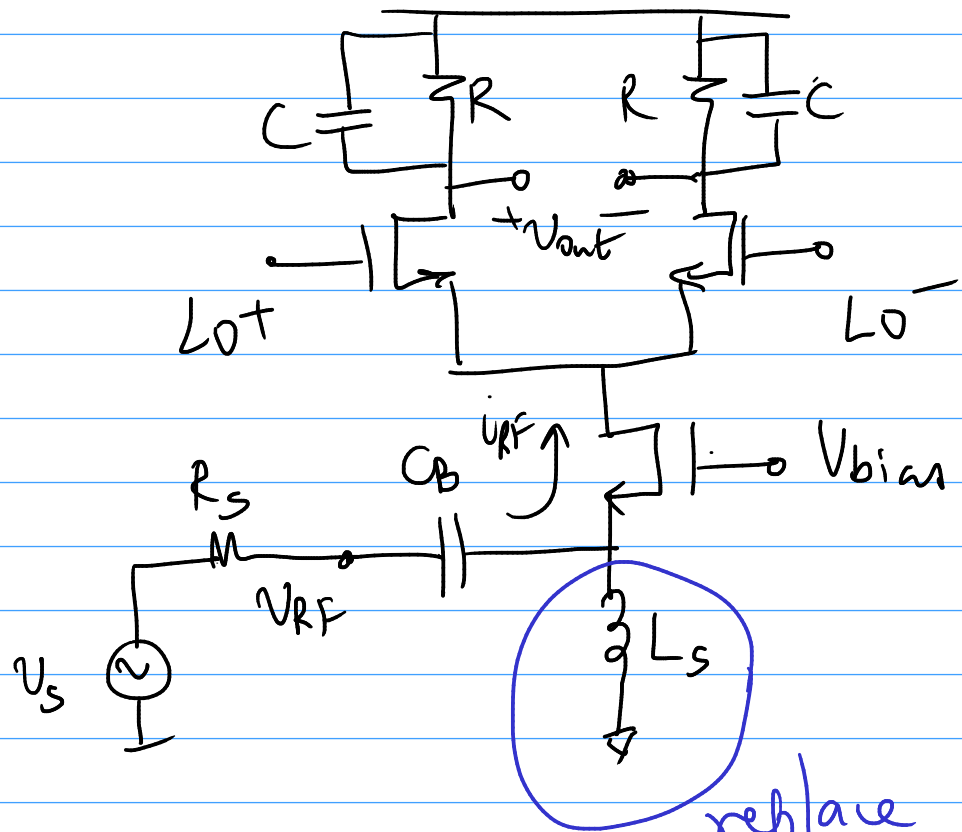 C R R C
+ Vout −
LO+ LO−
iRF
CB Vbias
RS
VRF
LS
vS
replace